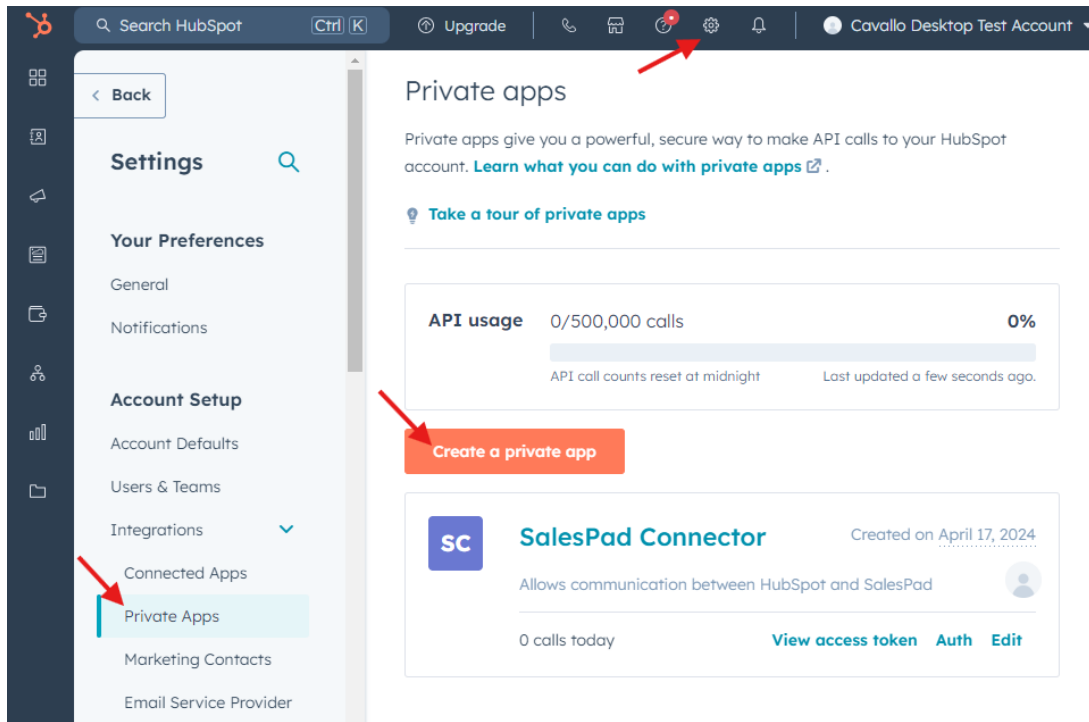 Search HubSpot
Ctrl K
Upgrade
Cavallo Desktop Test Account
Back
Settings
Your Preferences
General
Notifications
Account Setup
Account Defaults
Users & Teams
Integrations
Connected Apps
Private Apps
Marketing Contacts
Email Service Provider
Private apps
Private apps give you a powerful, secure way to make API calls to your HubSpot
account. Learn what you can do with private apps .
Take a tour of private apps
API usage 0/500,000 calls 0%
API call counts reset at midnight Last updated a few seconds ago.
Create a private app
SC
SalesPad Connector Created on April 17, 2024
Allows communication between HubSpot and SalesPad
0 calls today View access token Auth Edit